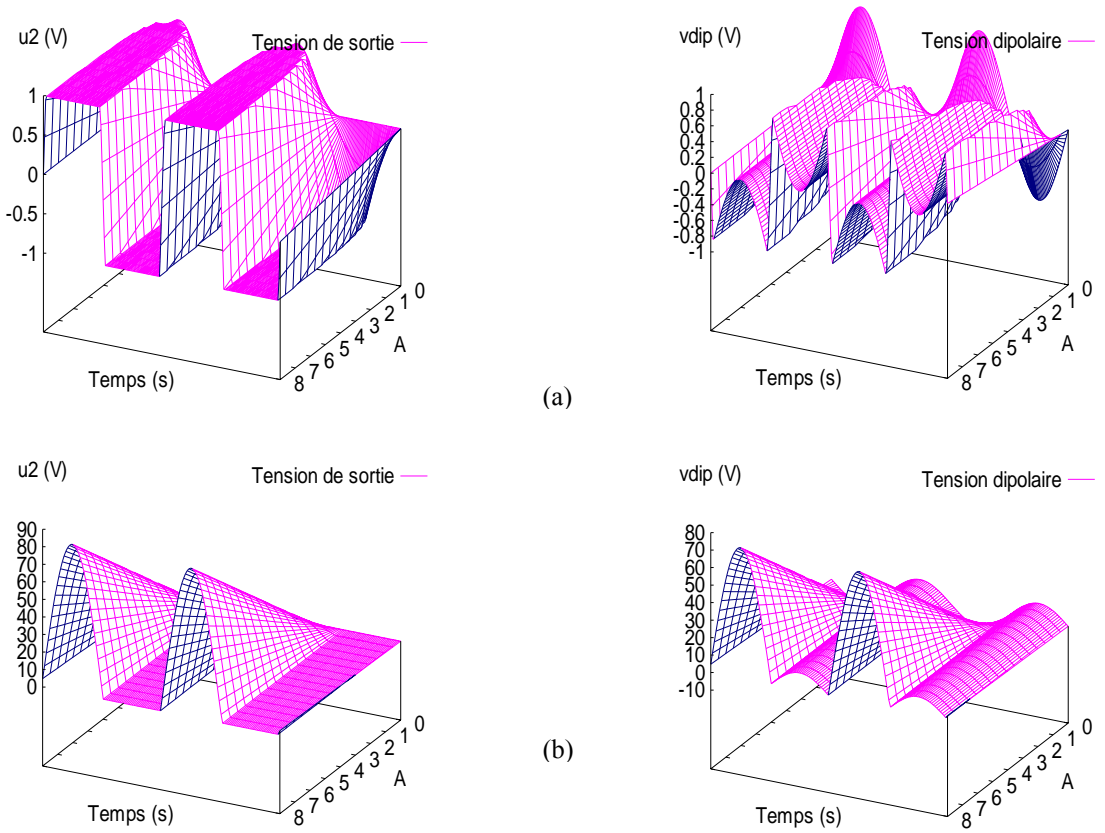 u2 (V)
Tension de sortie
1
0.5
0
-0.5
-1
Temps (s)
8 7 6 5 4 3 2 1 0
A
vdip (V)
Tension dipolaire
1
0.8
0.6
0.4
0.2
0
-0.2
-0.4
-0.6
-0.8
-1
Temps (s)
8 7 6 5 4 3 2 1 0
A
(a)
u2 (V)
Tension de sortie
90
80
70
60
50
40
30
20
10
0
Temps (s)
8 7 6 5 4 3 2 1 0
A
vdip (V)
Tension dipolaire
80
70
60
50
40
30
20
10
0
-10
Temps (s)
8 7 6 5 4 3 2 1 0
A
(b)